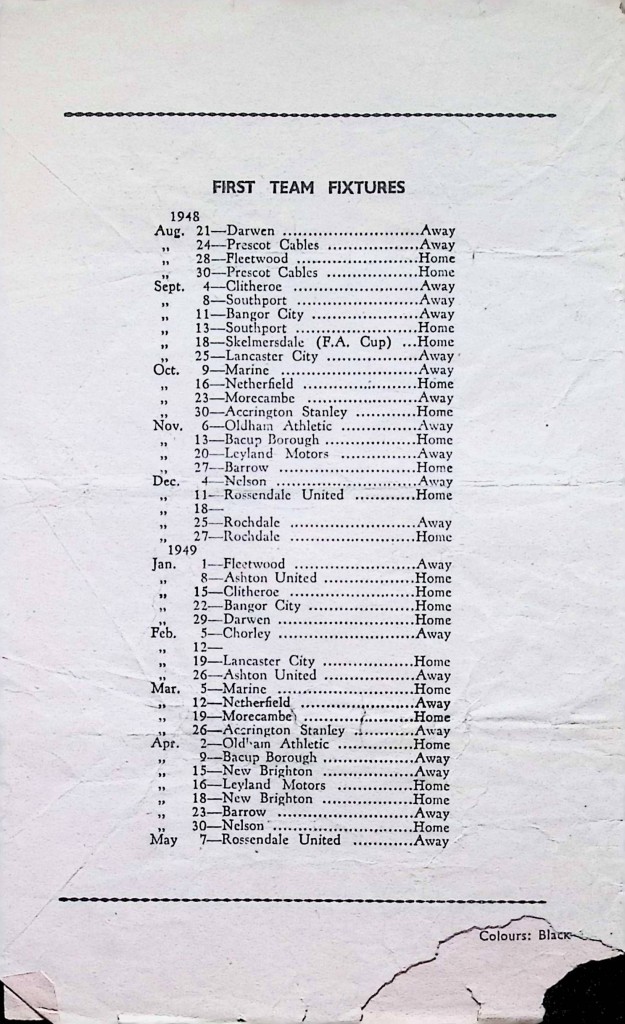 FIRST TEAM FIXTURES
1948
Aug. 21—Darwen ..............................Away
„ 24—Prescot Cables ....................Away
„ 28—Fleetwood ............................Home
„ 30—Prescot Cables ....................Home
Sept. 4—Clitheroe ............................Away
„ 8—Southport ............................Away
„ 11—Bangor City ........................Away
„ 13—Southport ............................Home
„ 18—Skelmersdale (F.A. Cup) ...Home
„ 25—Lancaster City ....................Away
Oct. 9—Marine ................................Away
„ 16—Netherfield ..........................Home
„ 23—Morecambe ..........................Away
„ 30—Accrington Stanley ............Home
Nov. 6—Oldham Athletic .................Away
„ 13—Bacup Borough ...................Home
„ 20—Leyland Motors ..................Away
„ 27—Barrow ................................Home
Dec. 4—Nelson ................................Away
„ 11—Rossendale United ............Home
„ 18—
„ 25—Rochdale ............................Away
„ 27—Rochdale ............................Home
1949
Jan. 1—Fleetwood ..........................Away
„ 8—Ashton United ....................Home
„ 15—Clitheroe ............................Home
„ 22—Bangor City ........................Home
„ 29—Darwen ...............................Home
Feb. 5—Chorley ..............................Away
„ 12—
„ 19—Lancaster City ....................Home
„ 26—Ashton United ....................Away
Mar. 5—Marine ................................Home
„ 12—Netherfield ..........................Away
„ 19—Morecambe ..........................Home
„ 26—Accrington Stanley ............Away
Apr. 2—Oldham Athletic .................Home
„ 9—Bacup Borough ...................Away
„ 15—New Brighton .....................Away
„ 16—Leyland Motors ..................Home
„ 18—New Brighton .....................Home
„ 23—Barrow ................................Away
„ 30—Nelson ................................Home
May 7—Rossendale United .............Away
Colours: Black